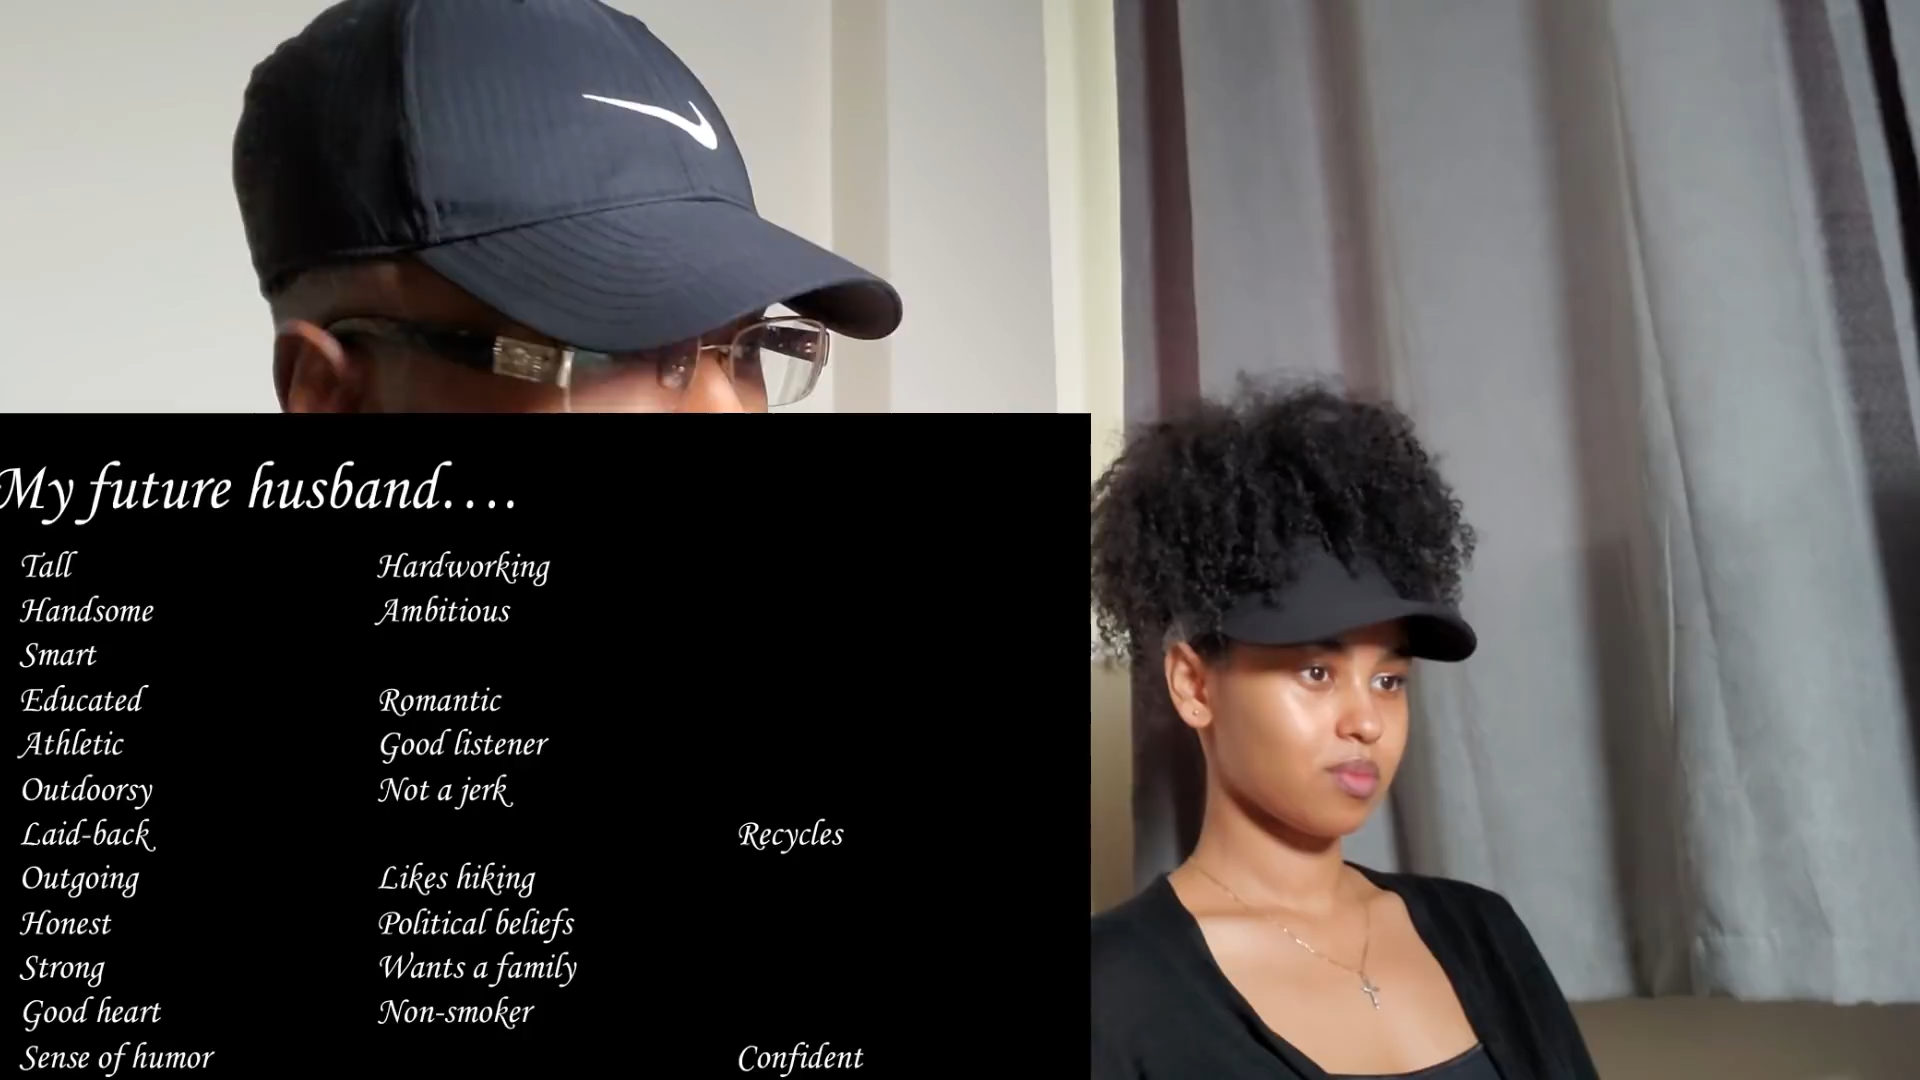 My future husband....
Tall
Handsome
Smart
Educated
Athletic
Outdoorsy
Laid-back
Outgoing
Honest
Strong
Good heart
Sense of humor
Hardworking
Ambitious
Romantic
Good listener
Not a jerk
Likes hiking
Political beliefs
Wants a family
Non-smoker
Recycles
Confident